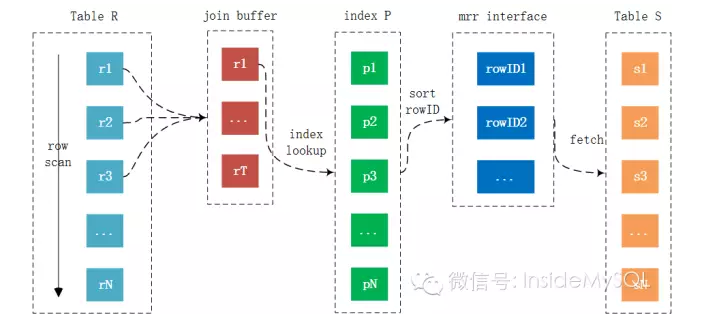 Table R
join buffer
index P
mrr interface
Table S
r1
r2
r3
...
rN
row
scan
r1
...
rT
index
lookup
p1
p2
p3
...
pN
sort
rowID
rowID1
rowID2
...
fetch
s1
s2
s3
...
sN
微信号: InsideMySQL